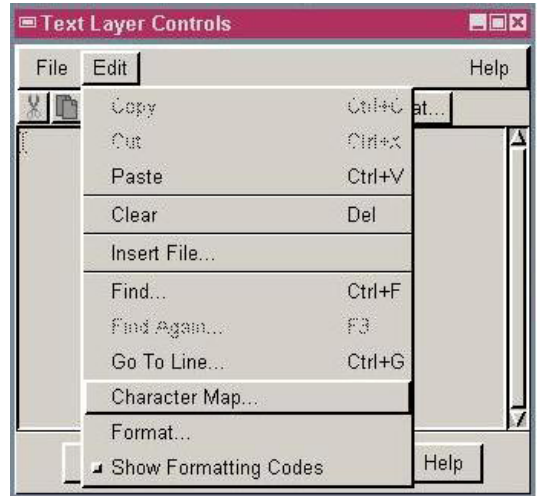 Text Layer Controls
File Edit Help
Copy Ctrl+C at...
Cut Ctrl+X
Paste Ctrl+V
Clear Del
Insert File...
Find... Ctrl+F
Find Again... F3
Go To Line... Ctrl+G
Character Map...
Format...
Show Formatting Codes Help